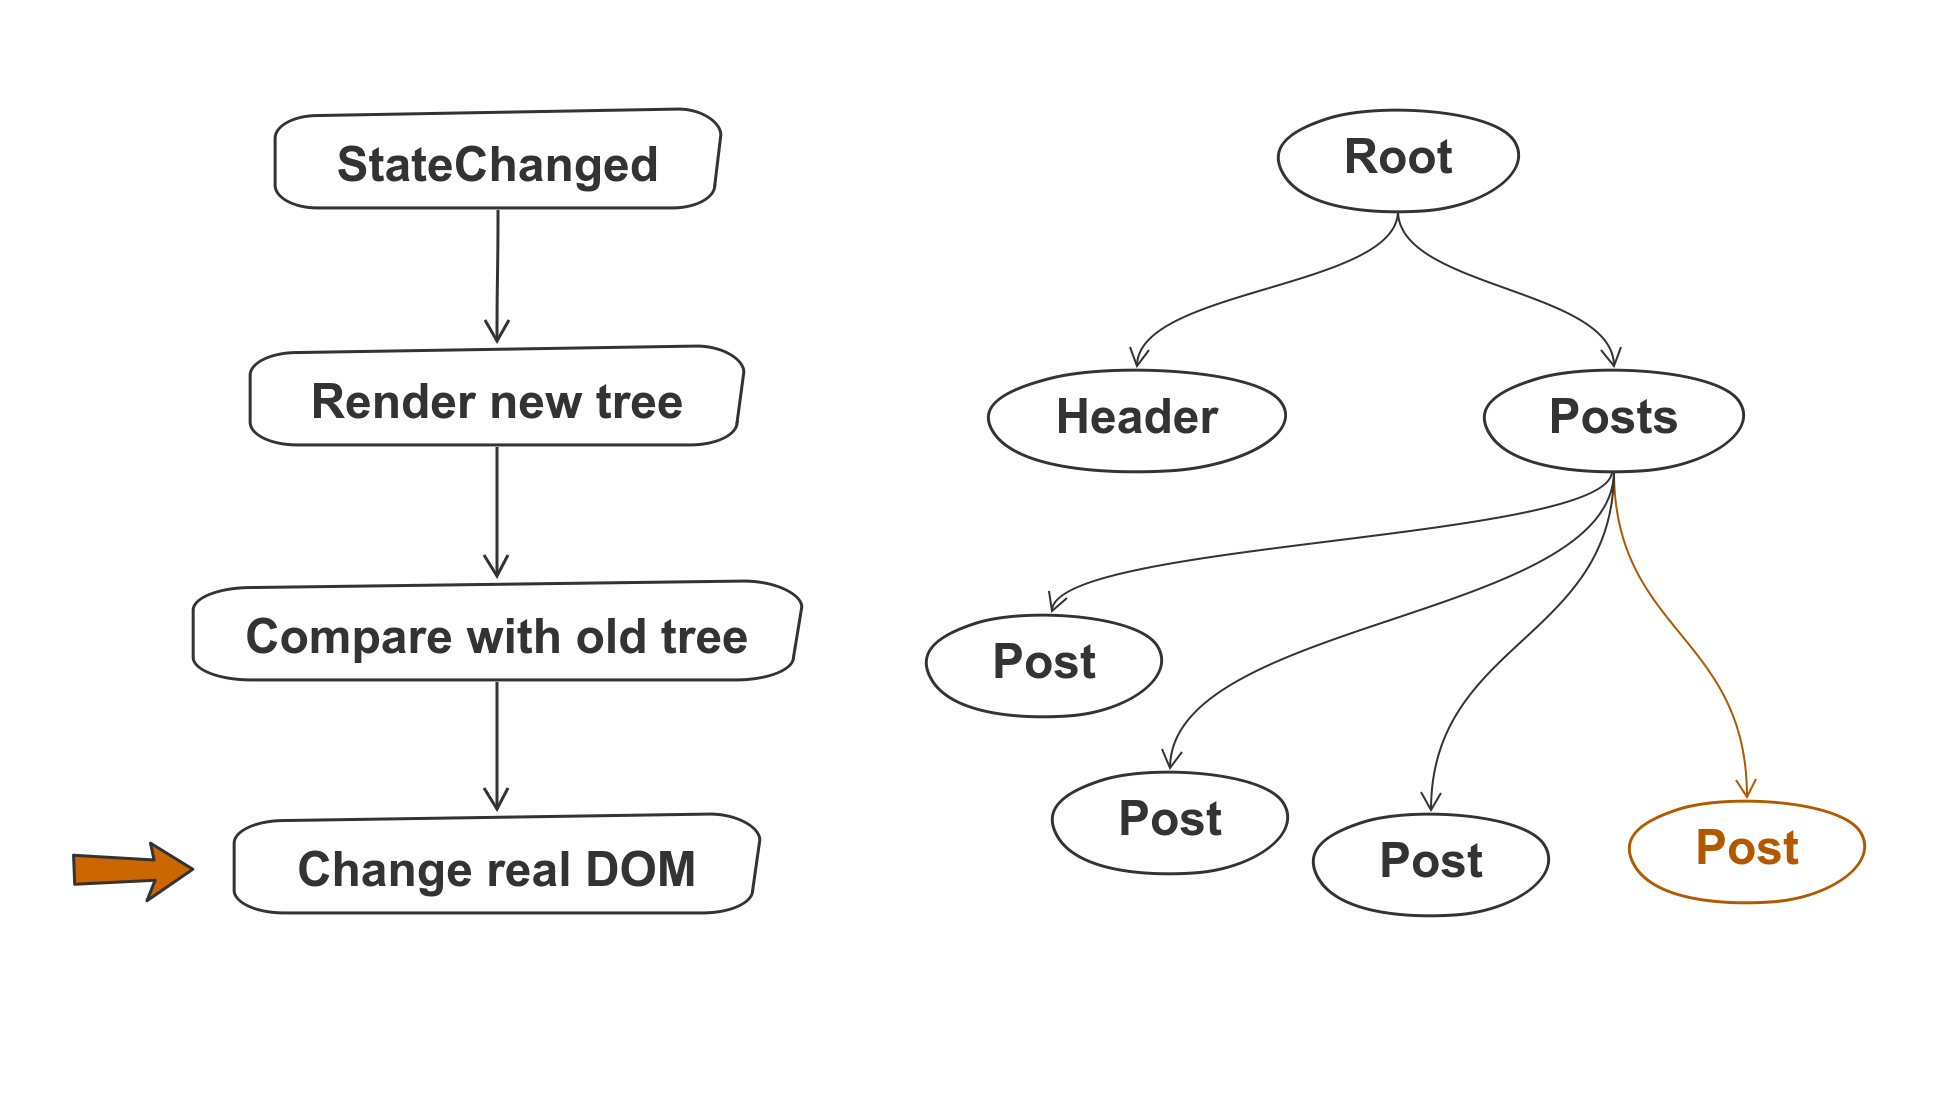 StateChanged
Render new tree
Compare with old tree
Change real DOM
Root
Header
Posts
Post
Post
Post
Post